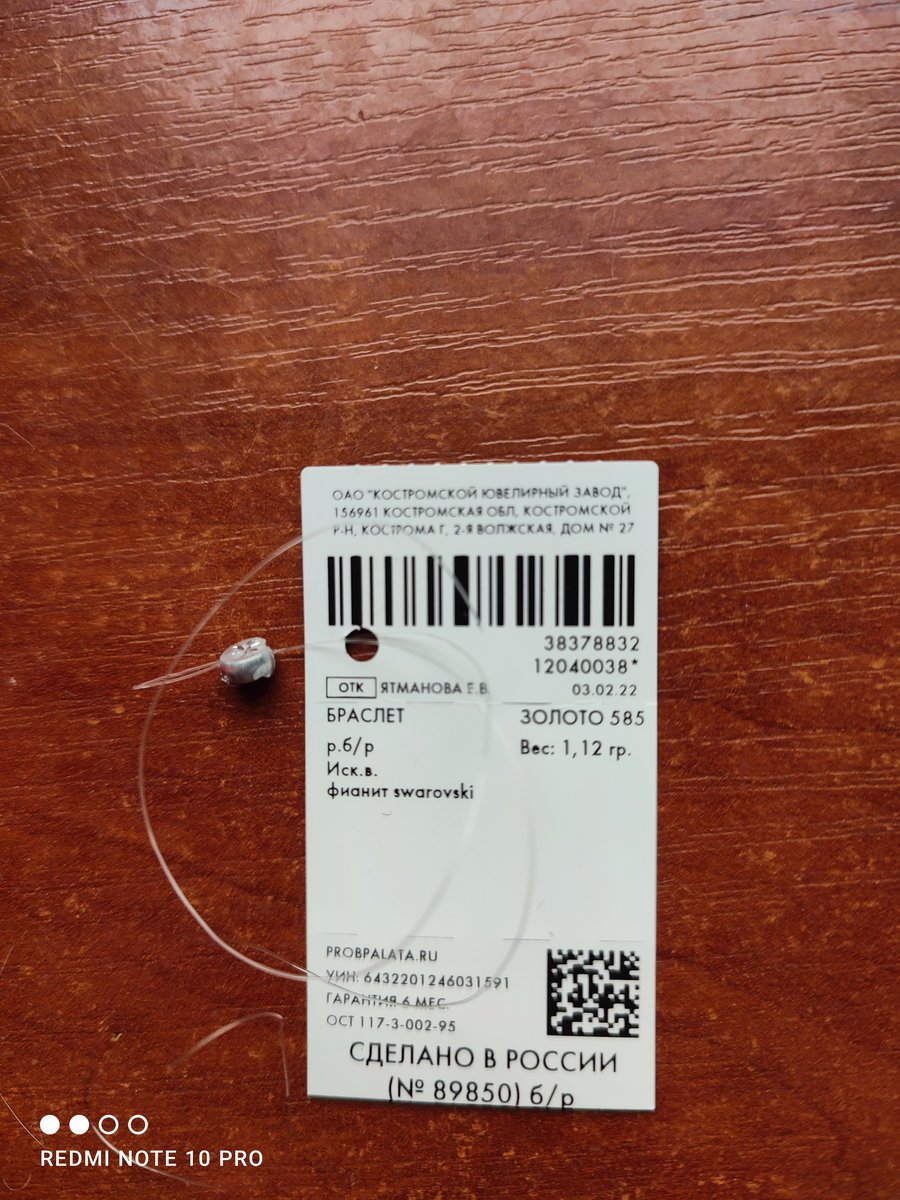 ОАО "КОСТРОМСКОЙ ЮВЕЛИРНЫЙ ЗАВОД",
156961 КОСТРОМСКАЯ ОБЛ, КОСТРОМСКОЙ
Р-Н, КОСТРОМА Г, 2-Я ВОЛЖСКАЯ, ДОМ № 27
38378832
12040038*
ОТК ЯТМАНОВА Е.В. 03.02.22
БРАСЛЕТ ЗОЛОТО 585
р.б/р Вес: 1,12 гр.
Иск.в.
фианит swarovski
PROBPALATA.RU
УИН: 6432201246031591
ГАРАНТИЯ 6 МЕС.
ОСТ 117-3-002-95
СДЕЛАНО В РОССИИ
(№ 89850) б/р
REDMI NOTE 10 PRO